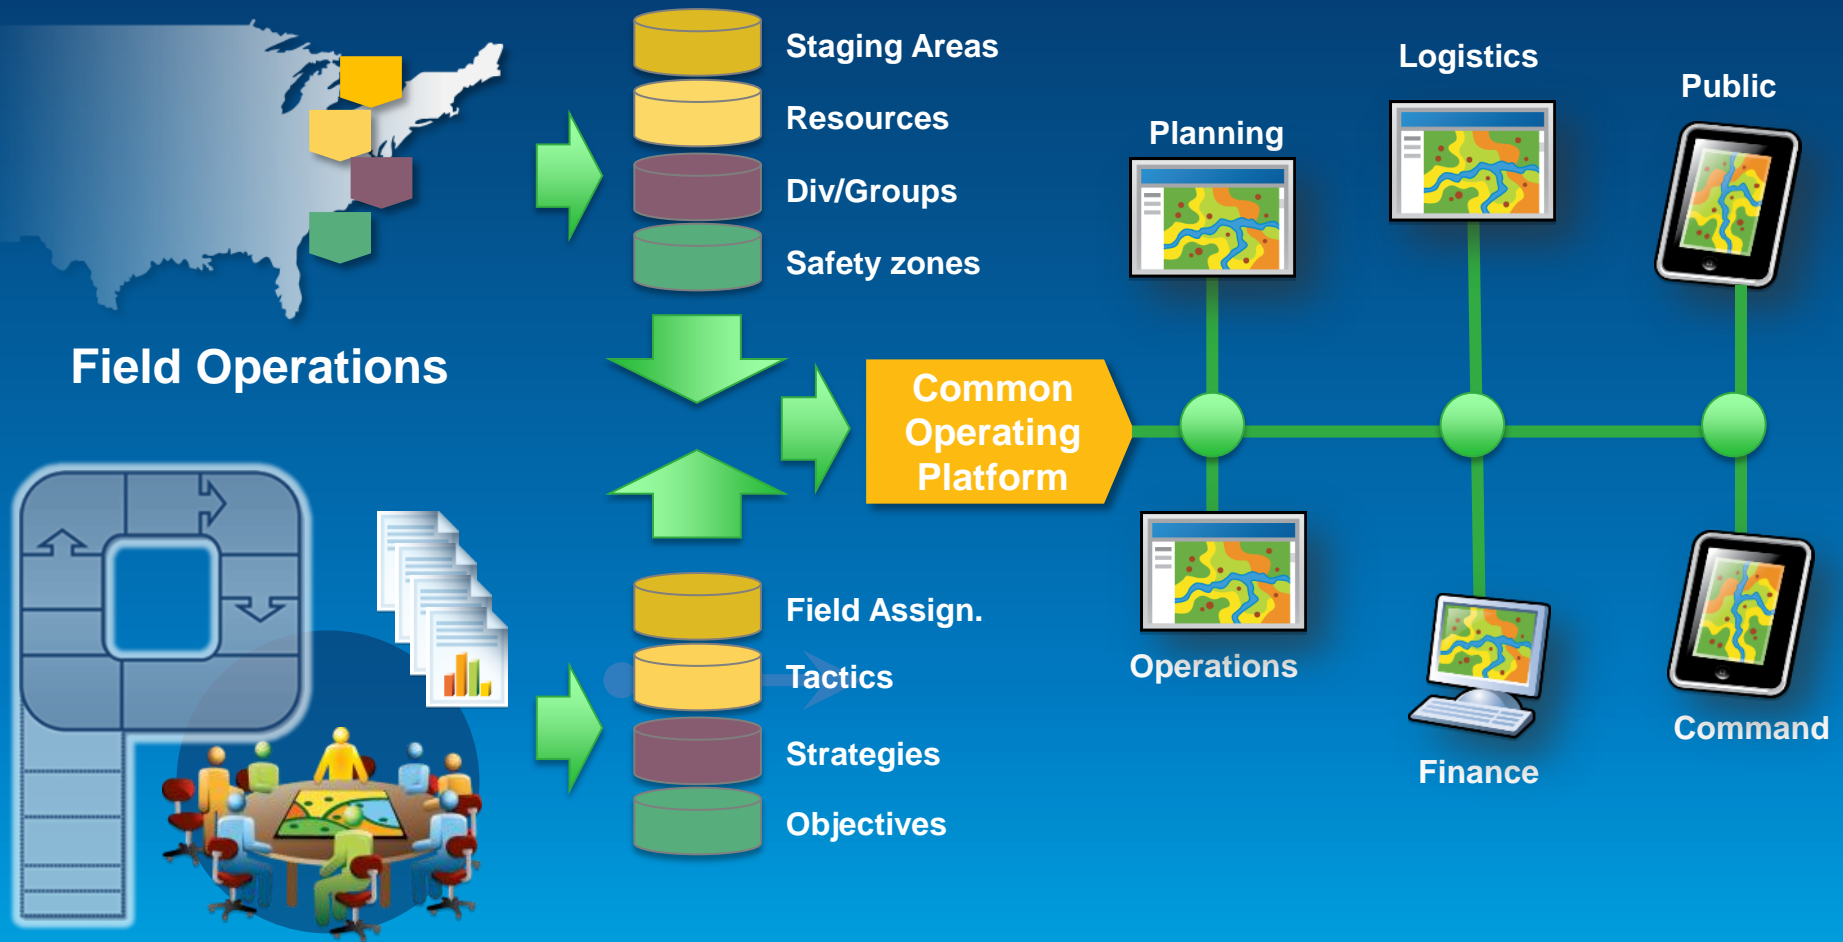 Staging Areas
Resources
Div/Groups
Safety zones
Field Operations
Field Assign.
Tactics
Strategies
Objectives
Common
Operating
Platform
Planning
Logistics
Public
Operations
Finance
Command